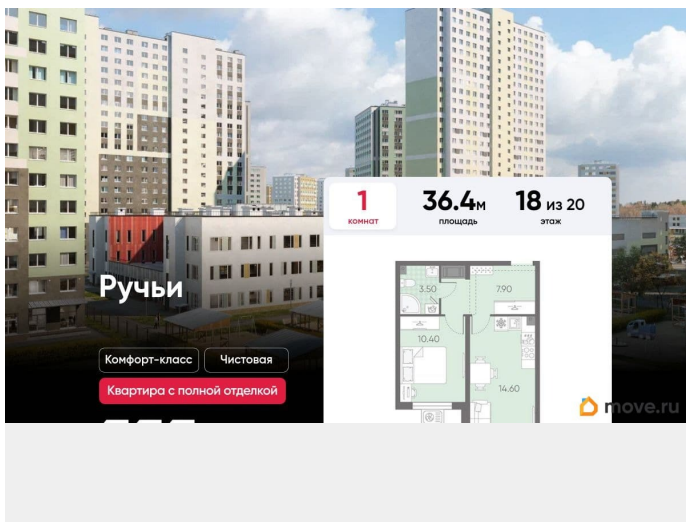 1
комнат
36.4м
площадь
18 из 20
этаж
Ручьи
3.50
7.90
10.40
14.60
Комфорт-класс
Чистовая
Квартира с полной отделкой
move.ru